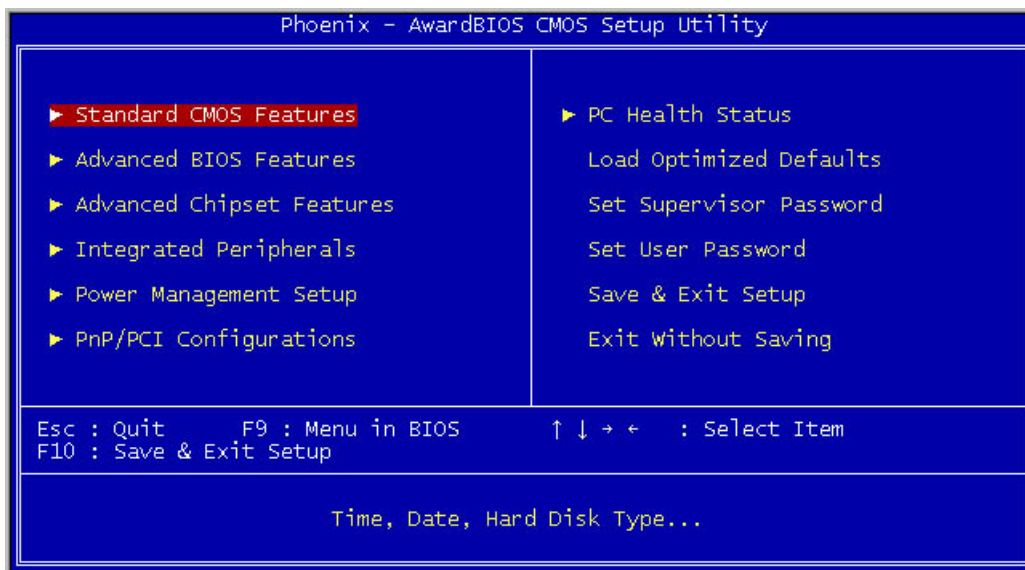 Phoenix - AwardBIOS CMOS Setup Utility
► Standard CMOS Features
► Advanced BIOS Features
► Advanced Chipset Features
► Integrated Peripherals
► Power Management Setup
► PnP/PCI Configurations
► PC Health Status
Load Optimized Defaults
Set Supervisor Password
Set User Password
Save & Exit Setup
Exit Without Saving
Esc : Quit F9 : Menu in BIOS ↑ ↓ → ← : Select Item
F10 : Save & Exit Setup
Time, Date, Hard Disk Type...